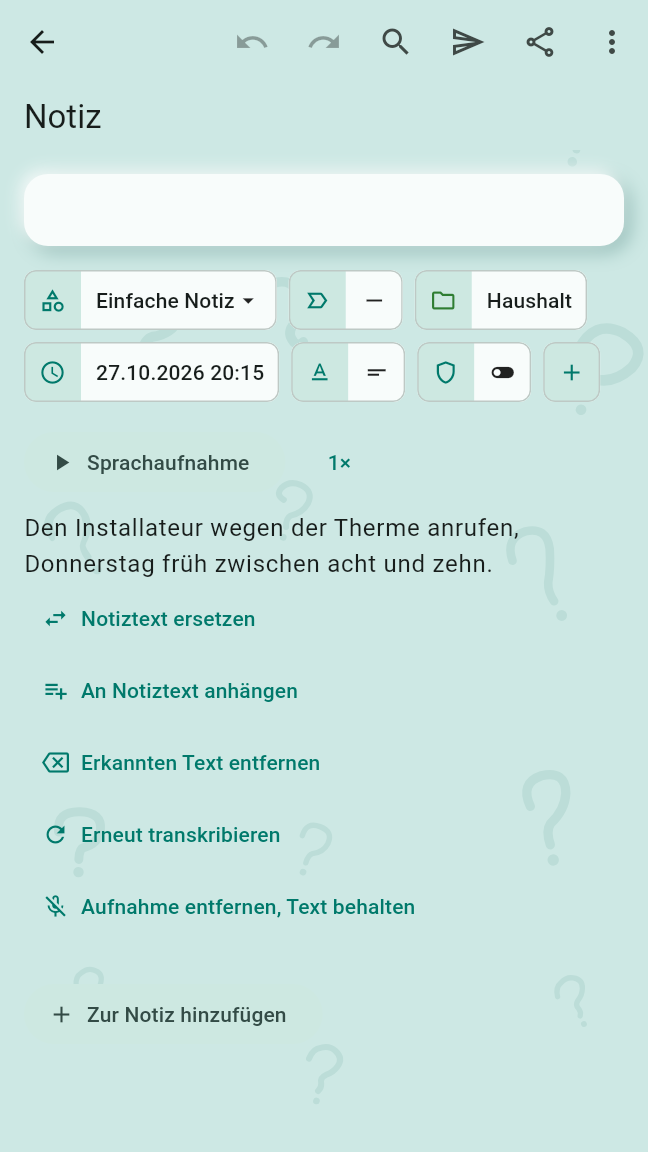 Notiz
Einfache Notiz
Haushalt
27.10.2026 20:15
Sprachaufnahme
1×
Den Installateur wegen der Therme anrufen,
Donnerstag früh zwischen acht und zehn.
Notiztext ersetzen
An Notiztext anhängen
Erkannten Text entfernen
Erneut transkribieren
Aufnahme entfernen, Text behalten
Zur Notiz hinzufügen